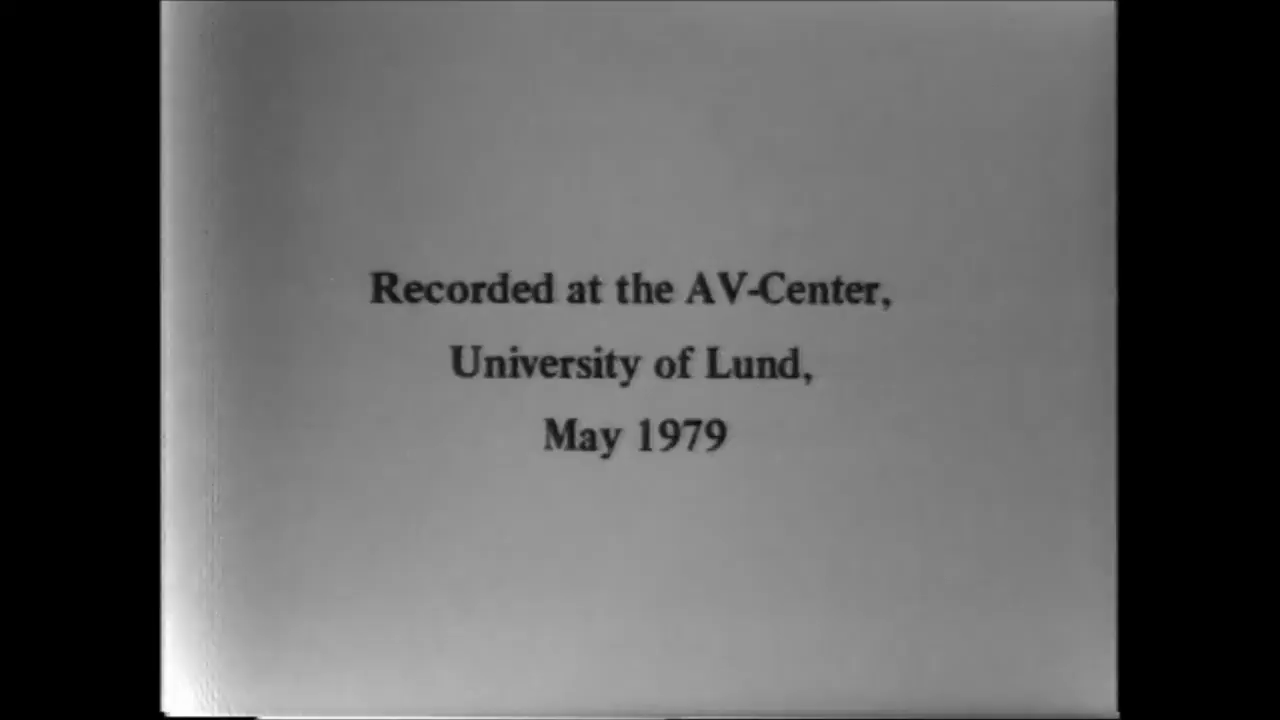 Recorded at the AV-Center,
University of Lund,
May 1979